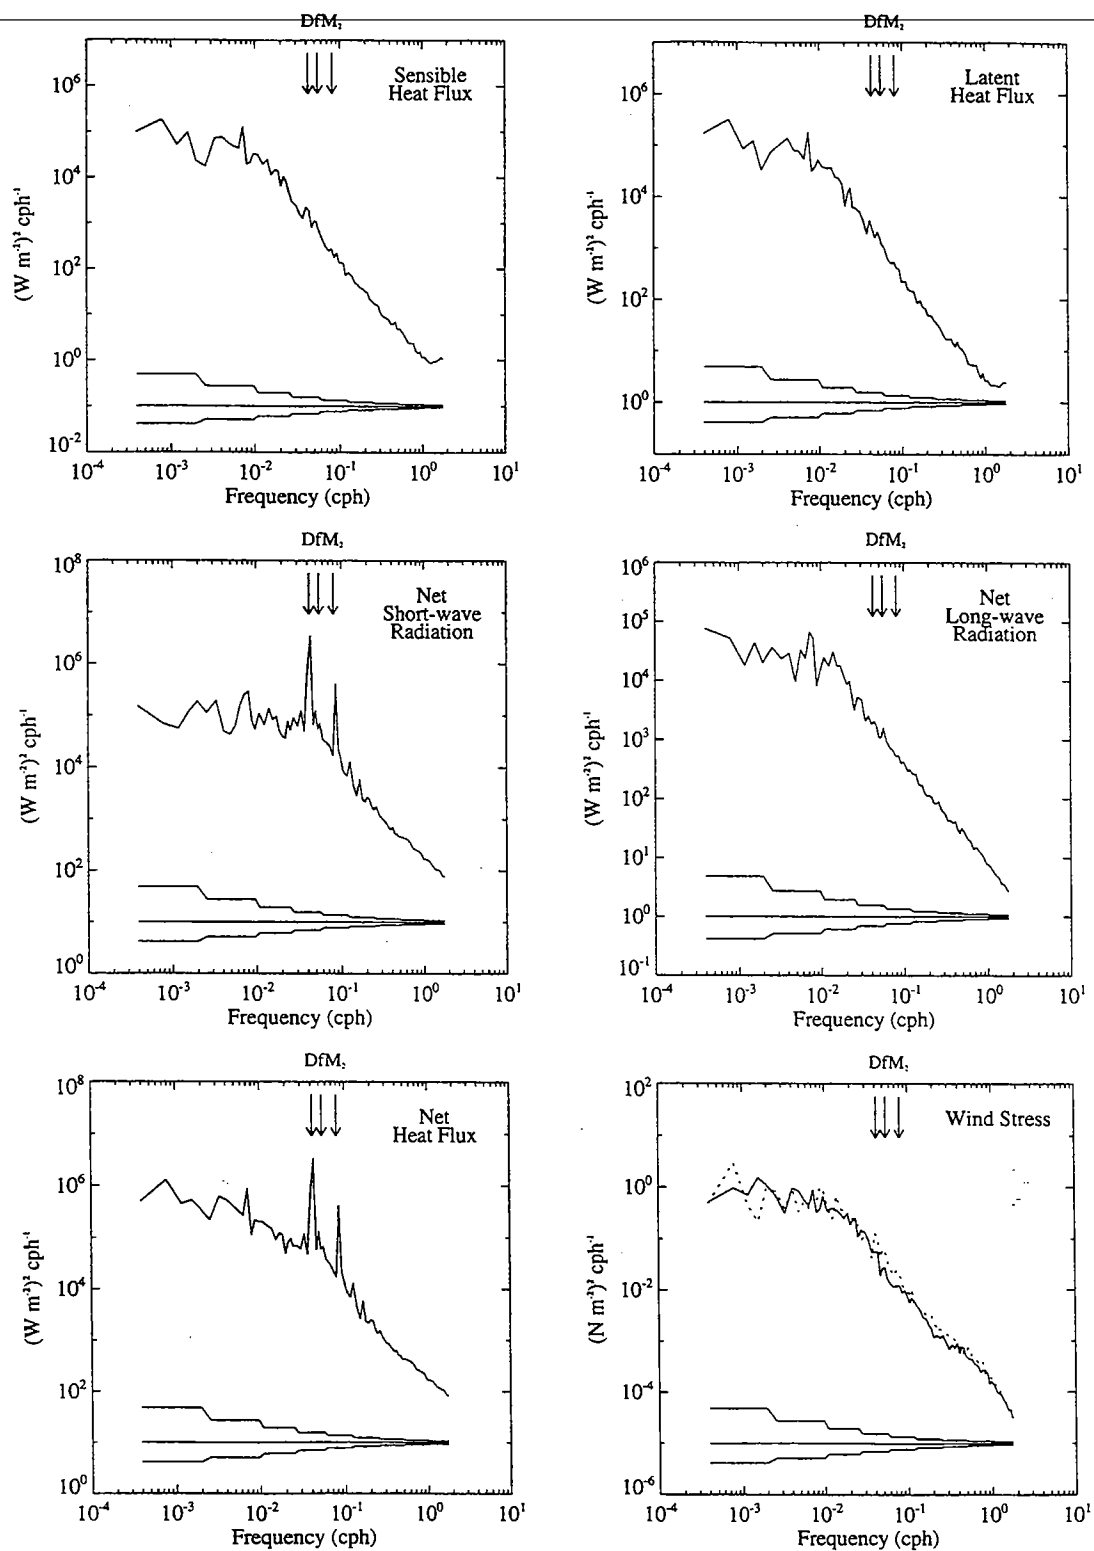 DfM₂
Sensible
Heat Flux
10⁶
10⁴
10²
10⁰
10⁻²
(W m⁻²)² cph⁻¹
10⁻⁴ 10⁻³ 10⁻² 10⁻¹ 10⁰ 10¹
Frequency (cph)
DfM₂
Latent
Heat Flux
10⁶
10⁴
10²
10⁰
(W m⁻²)² cph⁻¹
10⁻⁴ 10⁻³ 10⁻² 10⁻¹ 10⁰ 10¹
Frequency (cph)
DfM₂
Net
Short-wave
Radiation
10⁸
10⁶
10⁴
10²
10⁰
(W m⁻²)² cph⁻¹
10⁻⁴ 10⁻³ 10⁻² 10⁻¹ 10⁰ 10¹
Frequency (cph)
DfM₂
Net
Long-wave
Radiation
10⁶
10⁵
10⁴
10³
10²
10¹
10⁰
10⁻¹
(W m⁻²)² cph⁻¹
10⁻⁴ 10⁻³ 10⁻² 10⁻¹ 10⁰ 10¹
Frequency (cph)
DfM₂
Net
Heat Flux
10⁸
10⁶
10⁴
10²
10⁰
(W m⁻²)² cph⁻¹
10⁻⁴ 10⁻³ 10⁻² 10⁻¹ 10⁰ 10¹
Frequency (cph)
DfM₂
Wind Stress
10²
10⁰
10⁻²
10⁻⁴
10⁻⁶
(N m⁻²)² cph⁻¹
10⁻⁴ 10⁻³ 10⁻² 10⁻¹ 10⁰ 10¹
Frequency (cph)